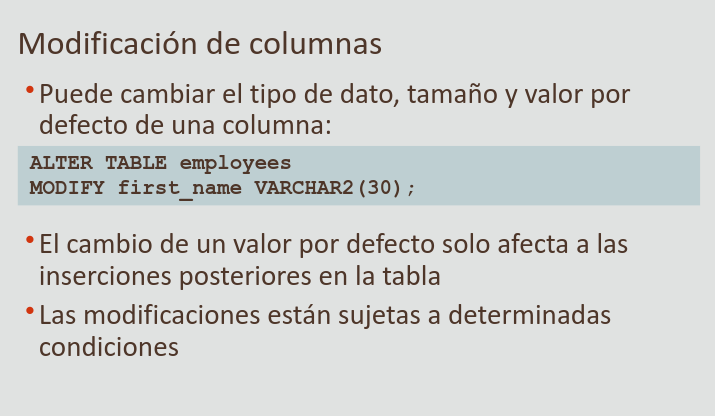 Modificación de columnas
•Puede cambiar el tipo de dato, tamaño y valor por
defecto de una columna:
ALTER TABLE employees
MODIFY first_name VARCHAR2(30);
•El cambio de un valor por defecto solo afecta a las
inserciones posteriores en la tabla
•Las modificaciones están sujetas a determinadas
condiciones